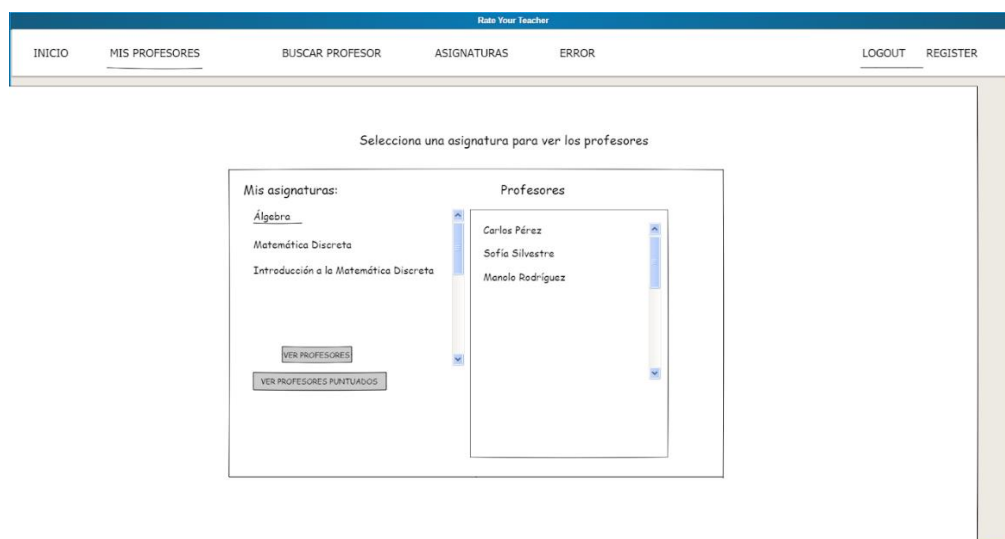 Rate Your Teacher
INICIO MIS PROFESORES BUSCAR PROFESOR ASIGNATURAS ERROR LOGOUT REGISTER
Selecciona una asignatura para ver los profesores
Mis asignaturas:
Álgebra
Matemática Discreta
Introducción a la Matemática Discreta
VER PROFESORES
VER PROFESORES PUNTUADOS
Profesores
Carlos Pérez
Sofía Silvestre
Manolo Rodríguez